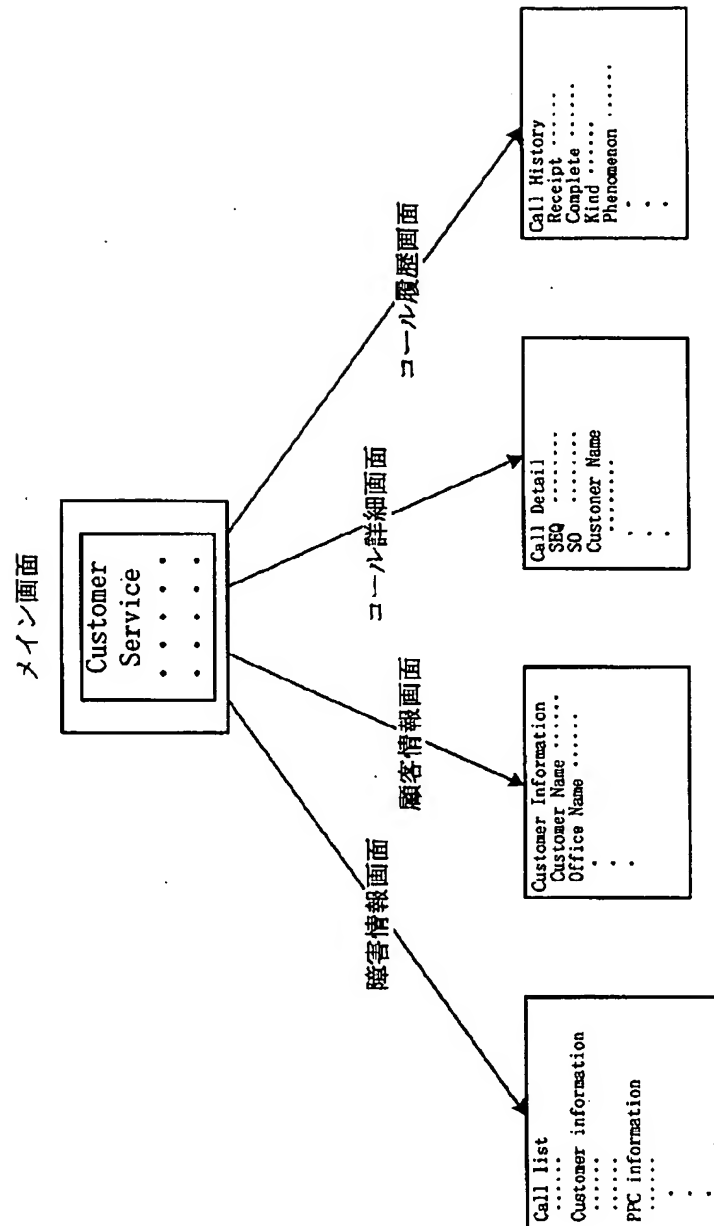 メイン画面
Customer
Service
・・・・・
・・・・・
障害情報画面
顧客情報画面
コール詳細画面
コール履歴画面
Call list
......
Customer information
......
......
PPC information
......
・
・
・
Customer Information
Customer Name ......
Office Name ......
・
・
・
Call Detail
SEQ ........
SO ........
Custoner Name
........
・
・
・
Call History
Receipt ......
Complete ......
Kind ......
Phenomenon ......
・
・
・